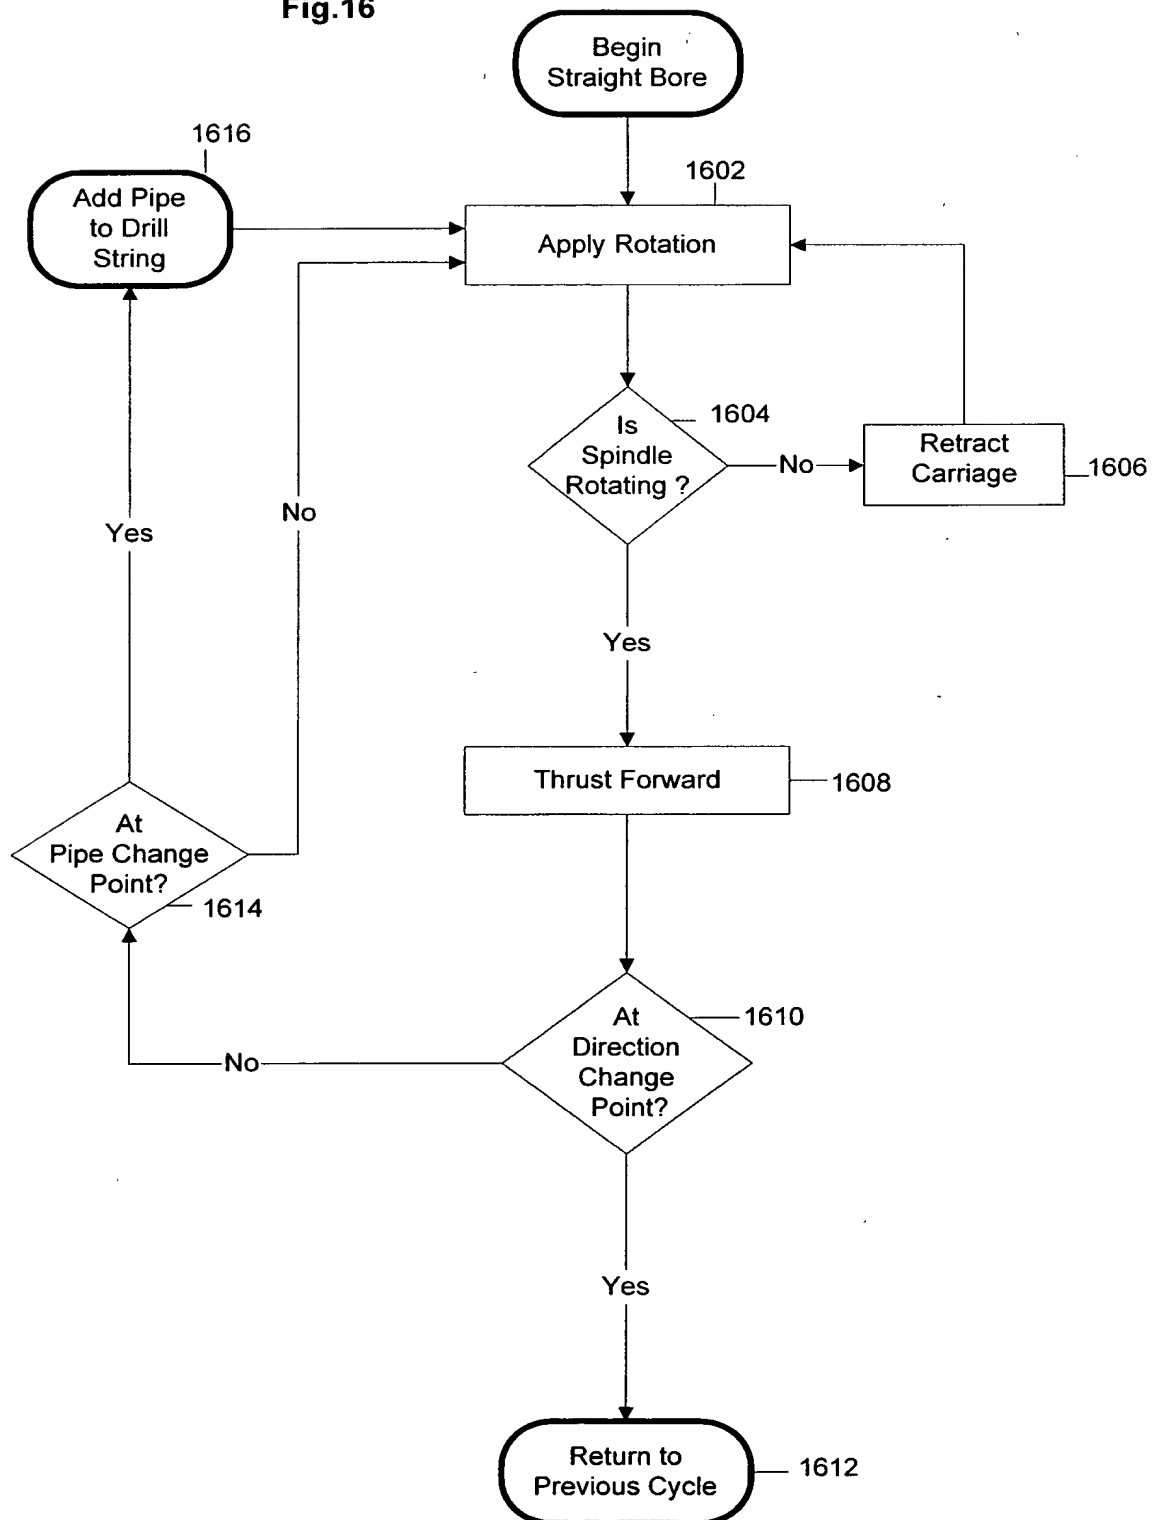 Fig.16
Begin
Straight Bore
1616
Add Pipe
to Drill
String
1602
Apply Rotation
Is
Spindle
Rotating ?
1604
No
Retract
Carriage
1606
Yes
No
Yes
Thrust Forward
1608
At
Pipe Change
Point?
1614
At
Direction
Change
Point?
1610
No
Yes
Return to
Previous Cycle
1612